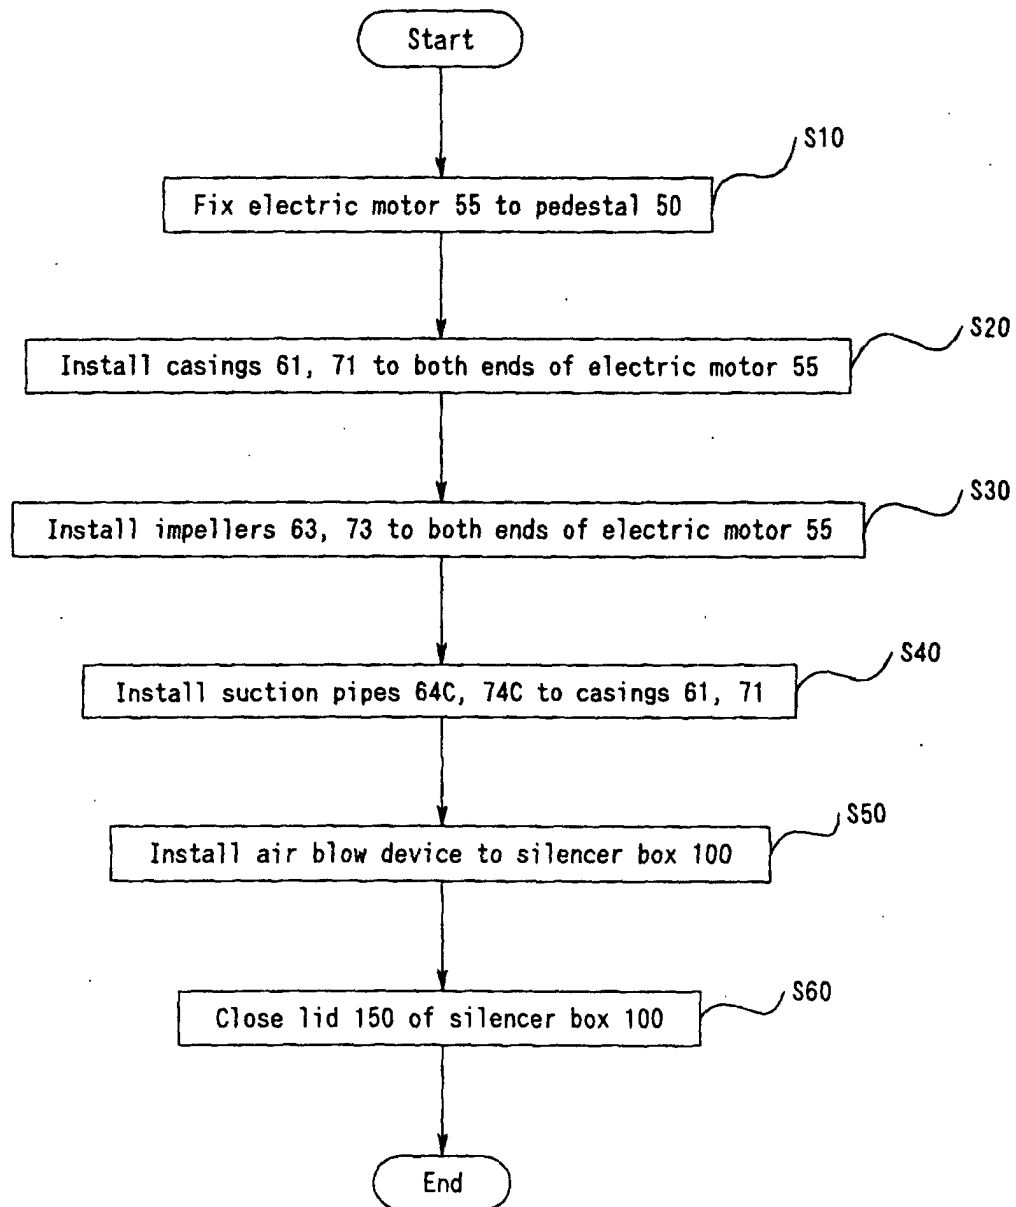 Start
S10
Fix electric motor 55 to pedestal 50
S20
Install casings 61, 71 to both ends of electric motor 55
S30
Install impellers 63, 73 to both ends of electric motor 55
S40
Install suction pipes 64C, 74C to casings 61, 71
S50
Install air blow device to silencer box 100
S60
Close lid 150 of silencer box 100
End